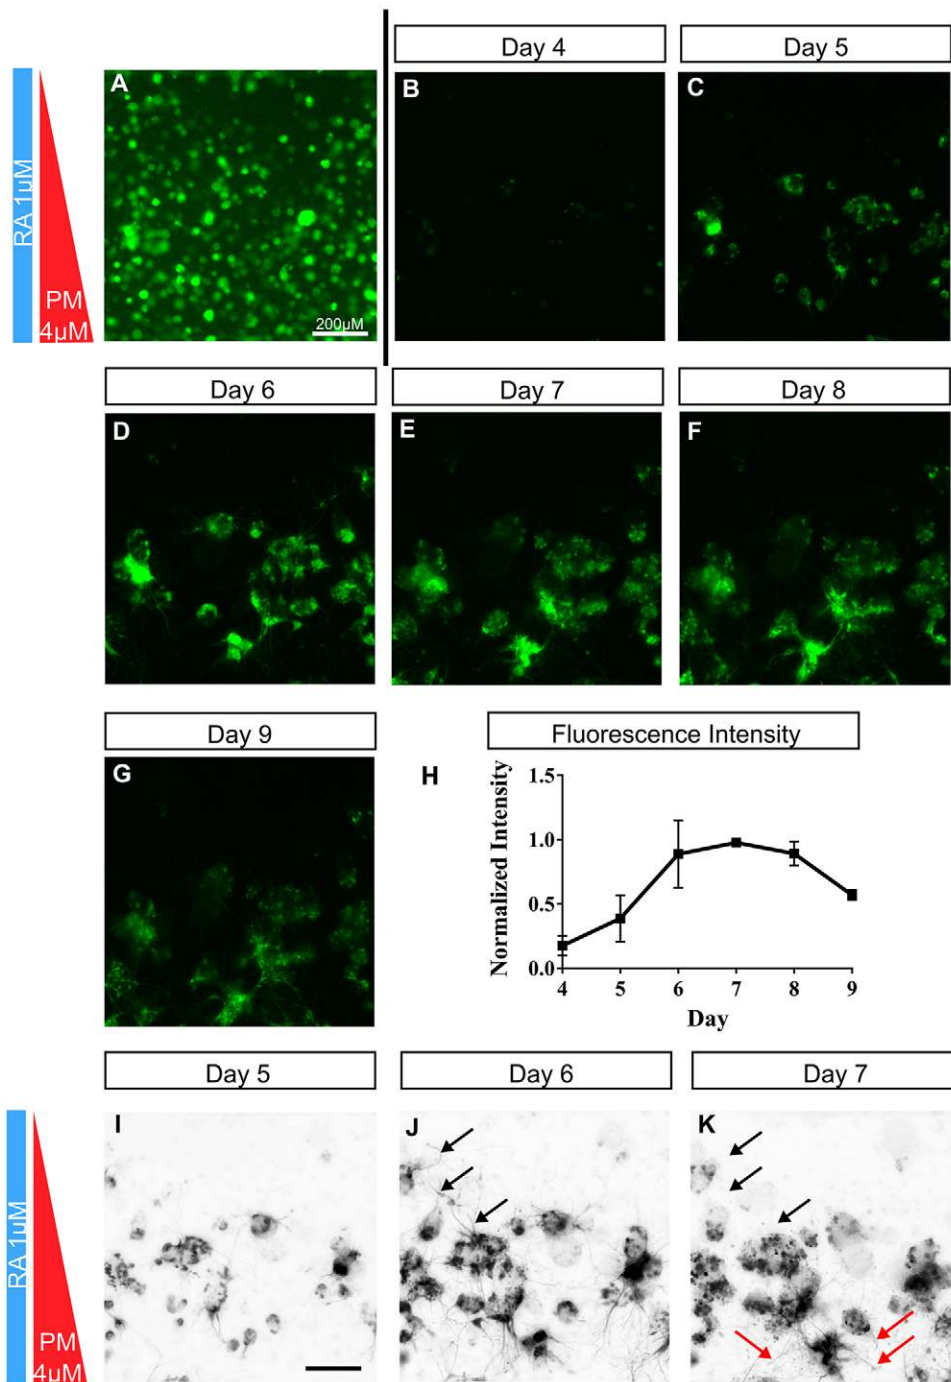 Day 4
Day 5
RA 1µM
PM
4µM
A
200µM
B
C
Day 6
Day 7
Day 8
D
E
F
Day 9
Fluorescence Intensity
G
H
Normalized Intensity
1.5
1.0
0.5
0.0
4 5 6 7 8 9
Day
Day 5
Day 6
Day 7
RA 1µM
PM
4µM
I
J
K